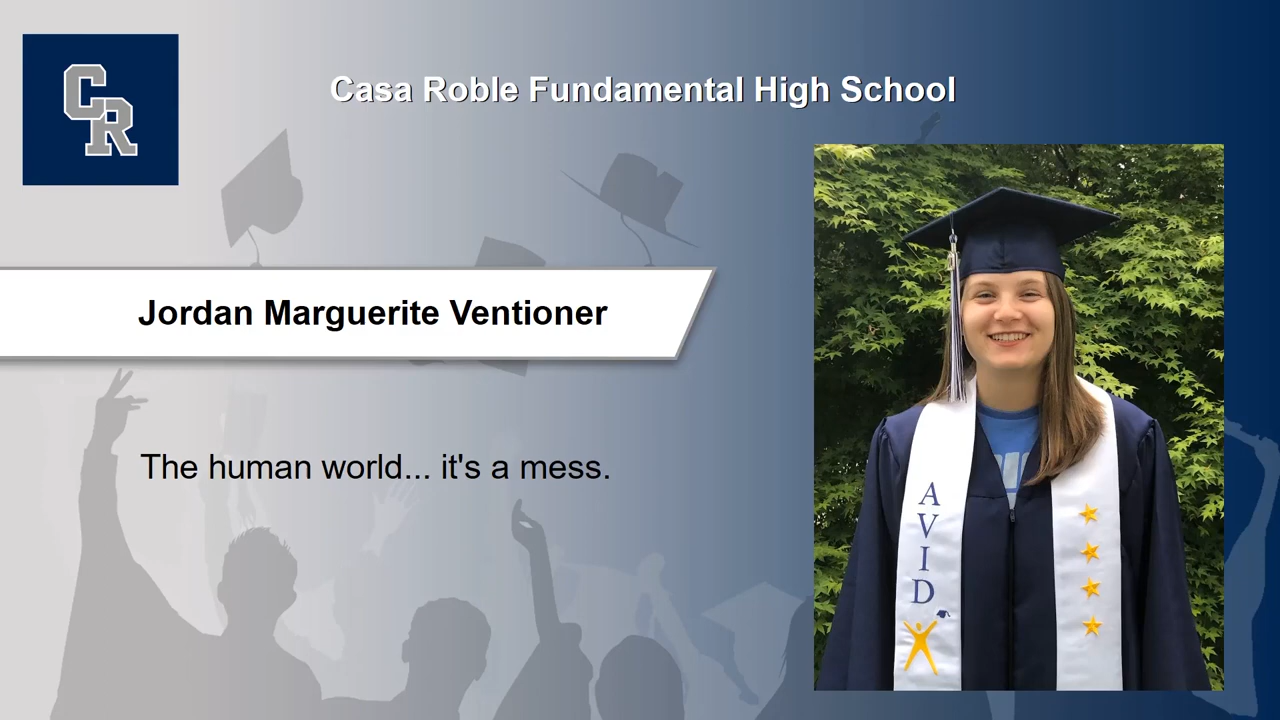 CR
Casa Roble Fundamental High School
Jordan Marguerite Ventioner
The human world... it's a mess.
AVID